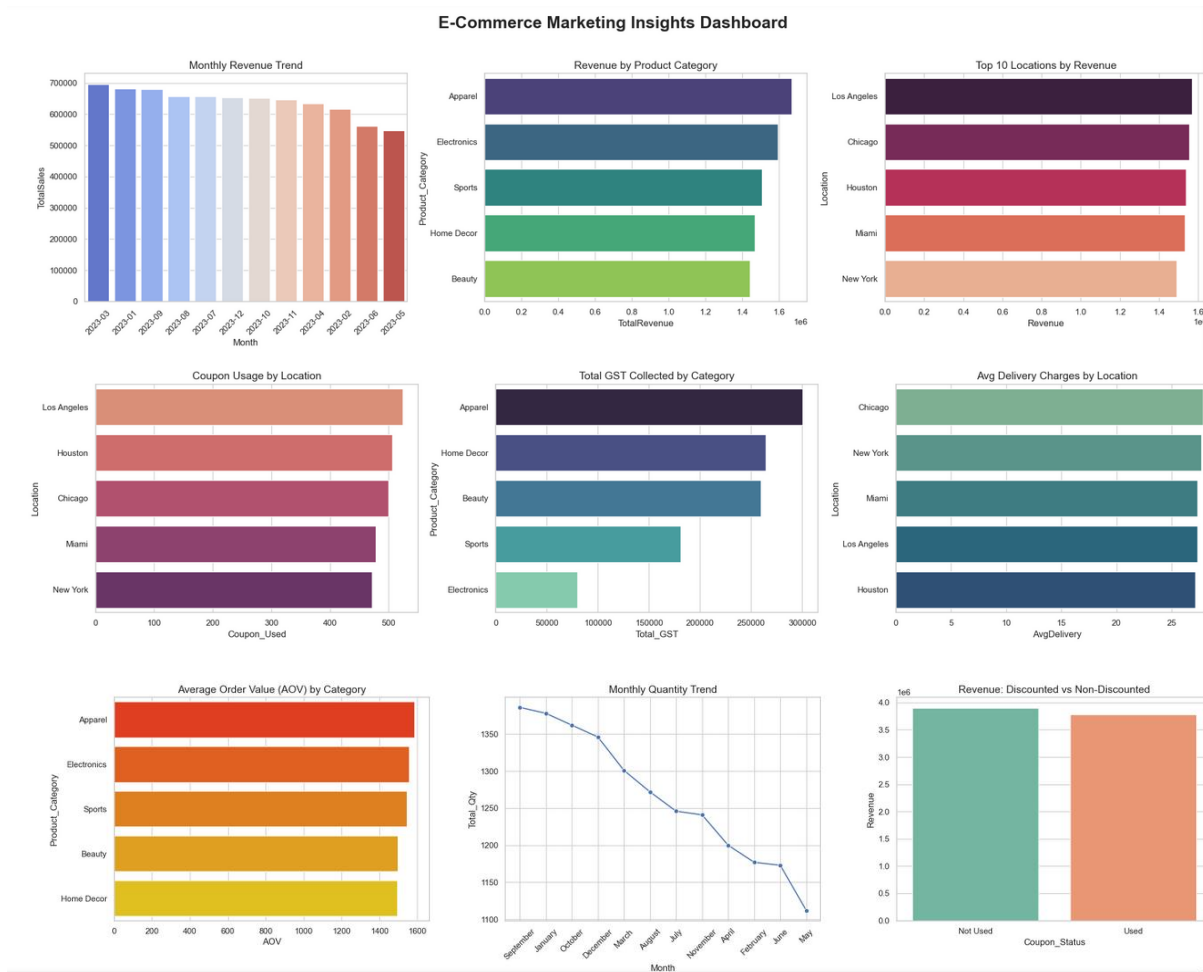 E-Commerce Marketing Insights Dashboard
Monthly Revenue Trend
TotalSales
700000
600000
500000
400000
300000
200000
100000
0
2023-03 2023-01 2023-09 2023-08 2023-07 2023-12 2023-10 2023-11 2023-04 2023-02 2023-06 2023-05
Month
Revenue by Product Category
Product_Category
Apparel
Electronics
Sports
Home Decor
Beauty
0.0 0.2 0.4 0.6 0.8 1.0 1.2 1.4 1.6
1e6
TotalRevenue
Top 10 Locations by Revenue
Location
Los Angeles
Chicago
Houston
Miami
New York
0.0 0.2 0.4 0.6 0.8 1.0 1.2 1.4 1.6
1e6
Revenue
Coupon Usage by Location
Location
Los Angeles
Houston
Chicago
Miami
New York
0 100 200 300 400 500
Coupon_Used
Total GST Collected by Category
Product_Category
Apparel
Home Decor
Beauty
Sports
Electronics
0 50000 100000 150000 200000 250000 300000
Total_GST
Avg Delivery Charges by Location
Location
Chicago
New York
Miami
Los Angeles
Houston
0 5 10 15 20 25
AvgDelivery
Average Order Value (AOV) by Category
Product_Category
Apparel
Electronics
Sports
Beauty
Home Decor
0 200 400 600 800 1000 1200 1400 1600
AOV
Monthly Quantity Trend
Total_Qty
1350
1300
1250
1200
1150
1100
September January October December March August July November April February June May
Month
Revenue: Discounted vs Non-Discounted
1e6
Revenue
4.0
3.5
3.0
2.5
2.0
1.5
1.0
0.5
0.0
Not Used Used
Coupon_Status